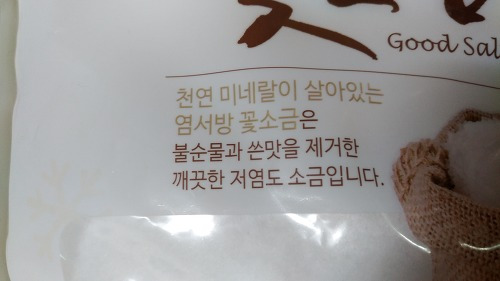 Good Sal
천연 미네랄이 살아있는
염서방 꽃소금은
불순물과 쓴맛을 제거한
깨끗한 저염도 소금입니다.